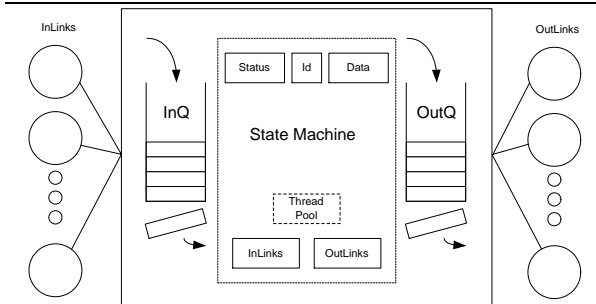 InLinks
OutLinks
Status
Id
Data
InQ
OutQ
State Machine
Thread
Pool
InLinks
OutLinks